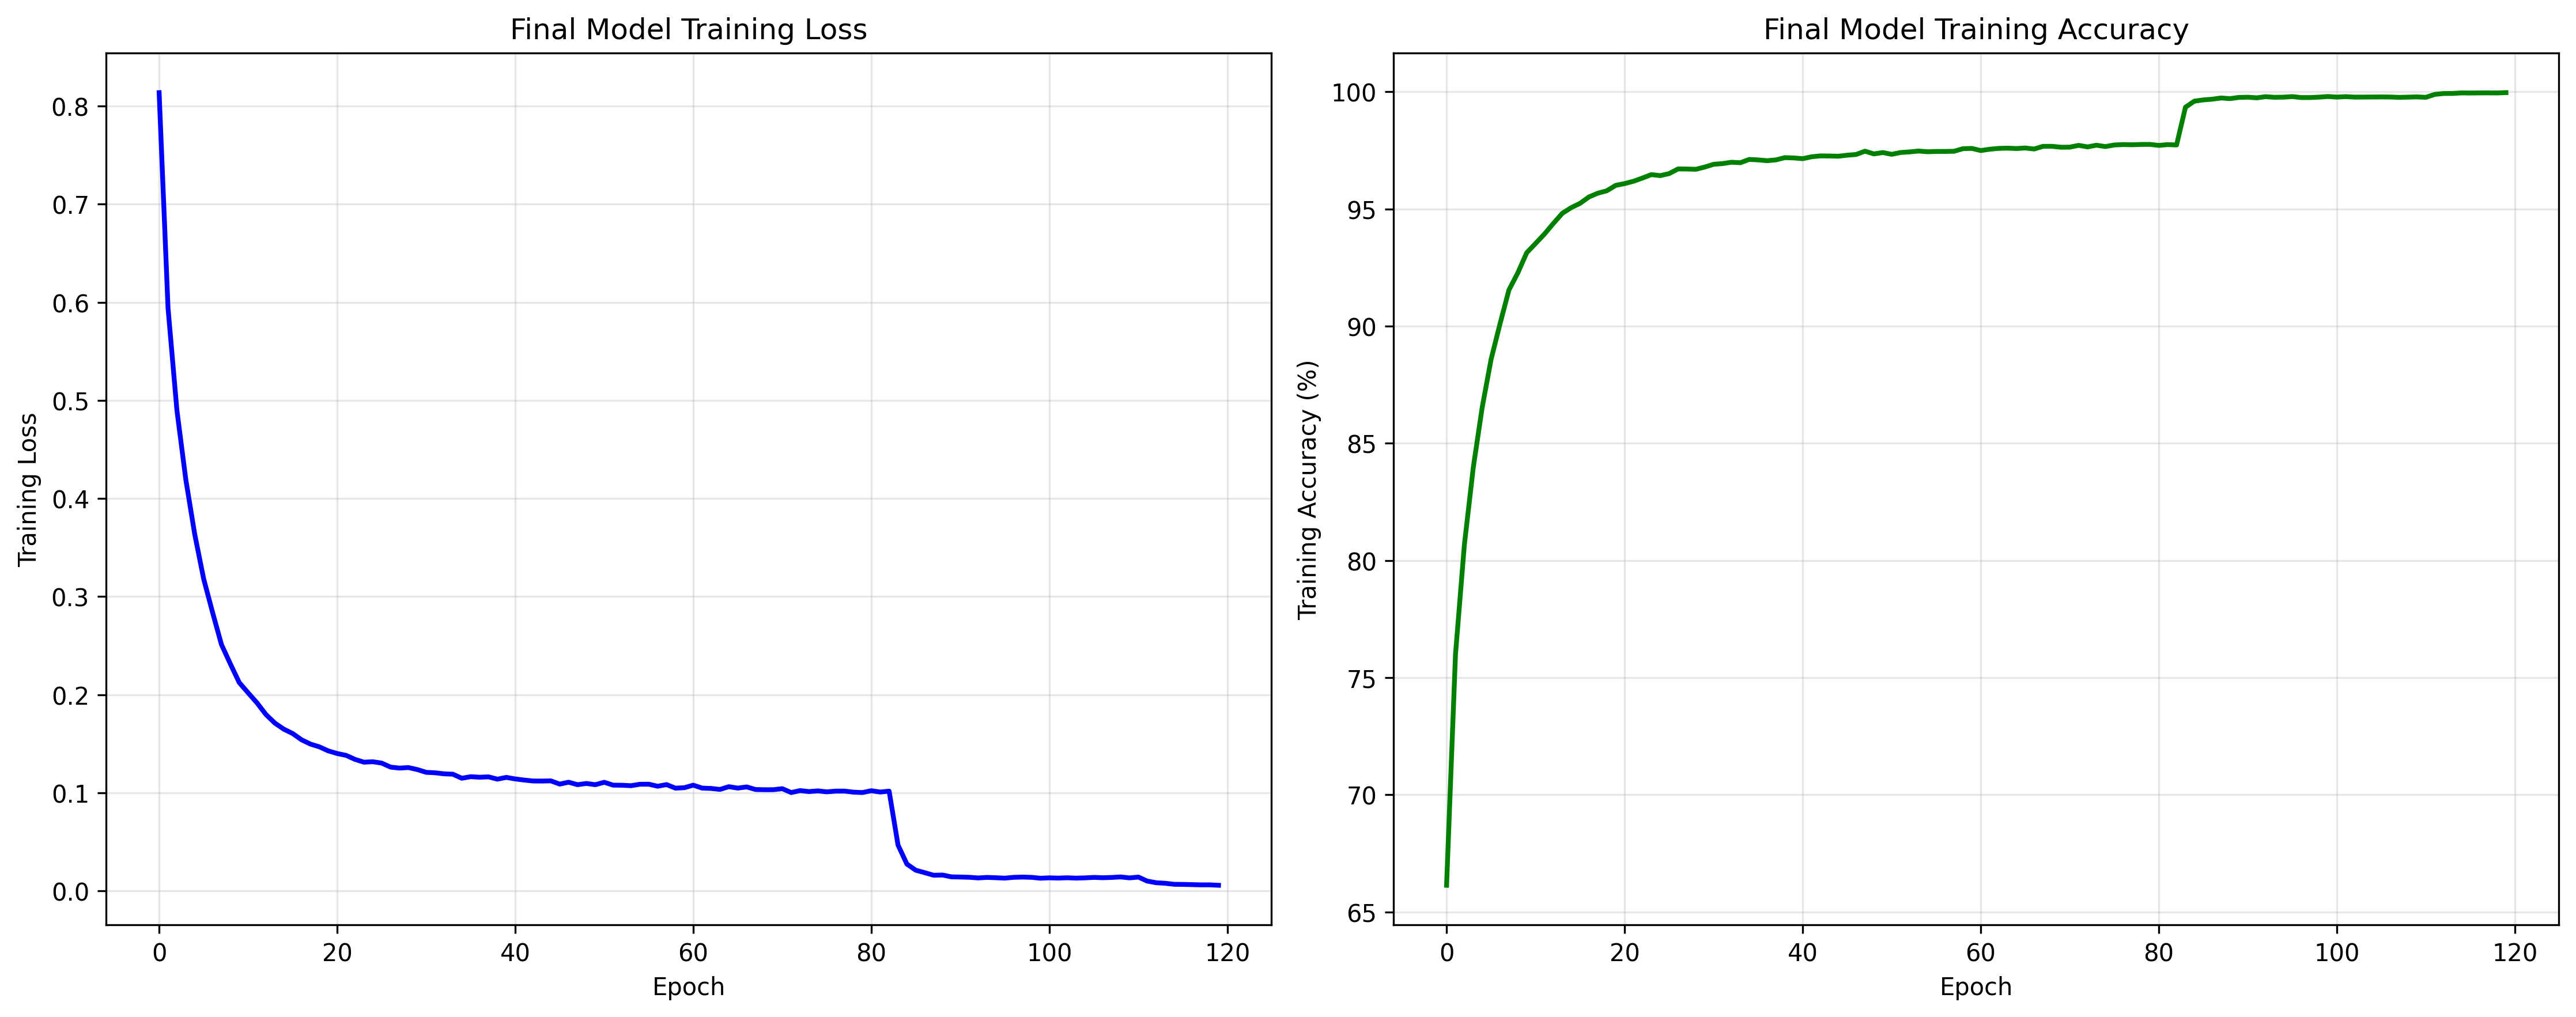 Final Model Training Loss
Training Loss
0.8
0.7
0.6
0.5
0.4
0.3
0.2
0.1
0.0
0 20 40 60 80 100 120
Epoch
Final Model Training Accuracy
Training Accuracy (%)
100
95
90
85
80
75
70
65
0 20 40 60 80 100 120
Epoch